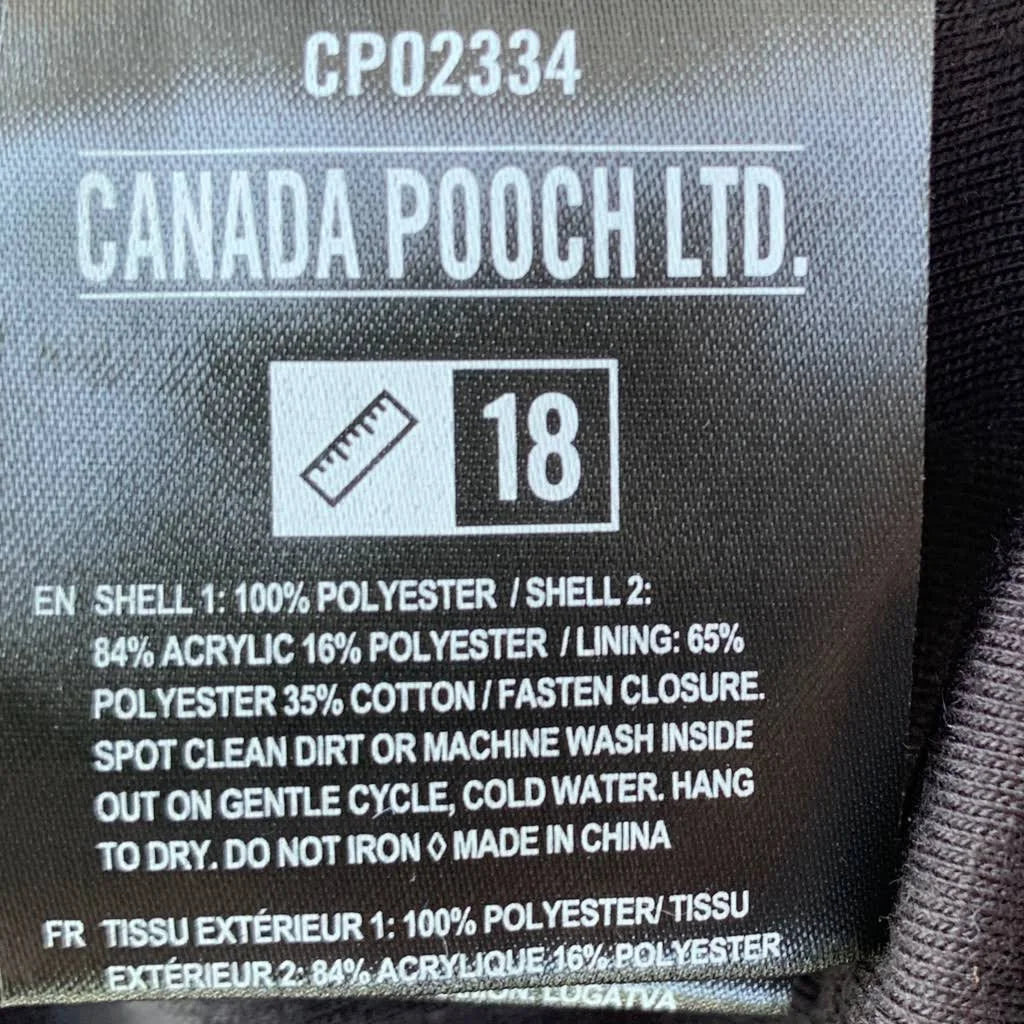 CP02334
CANADA POOCH LTD.
18
EN SHELL 1: 100% POLYESTER / SHELL 2:
84% ACRYLIC 16% POLYESTER / LINING: 65%
POLYESTER 35% COTTON / FASTEN CLOSURE.
SPOT CLEAN DIRT OR MACHINE WASH INSIDE
OUT ON GENTLE CYCLE, COLD WATER. HANG
TO DRY. DO NOT IRON ◊ MADE IN CHINA
FR TISSU EXTÉRIEUR 1: 100% POLYESTER/ TISSU
EXTÉRIEUR 2: 84% ACRYLIQUE 16% POLYESTER